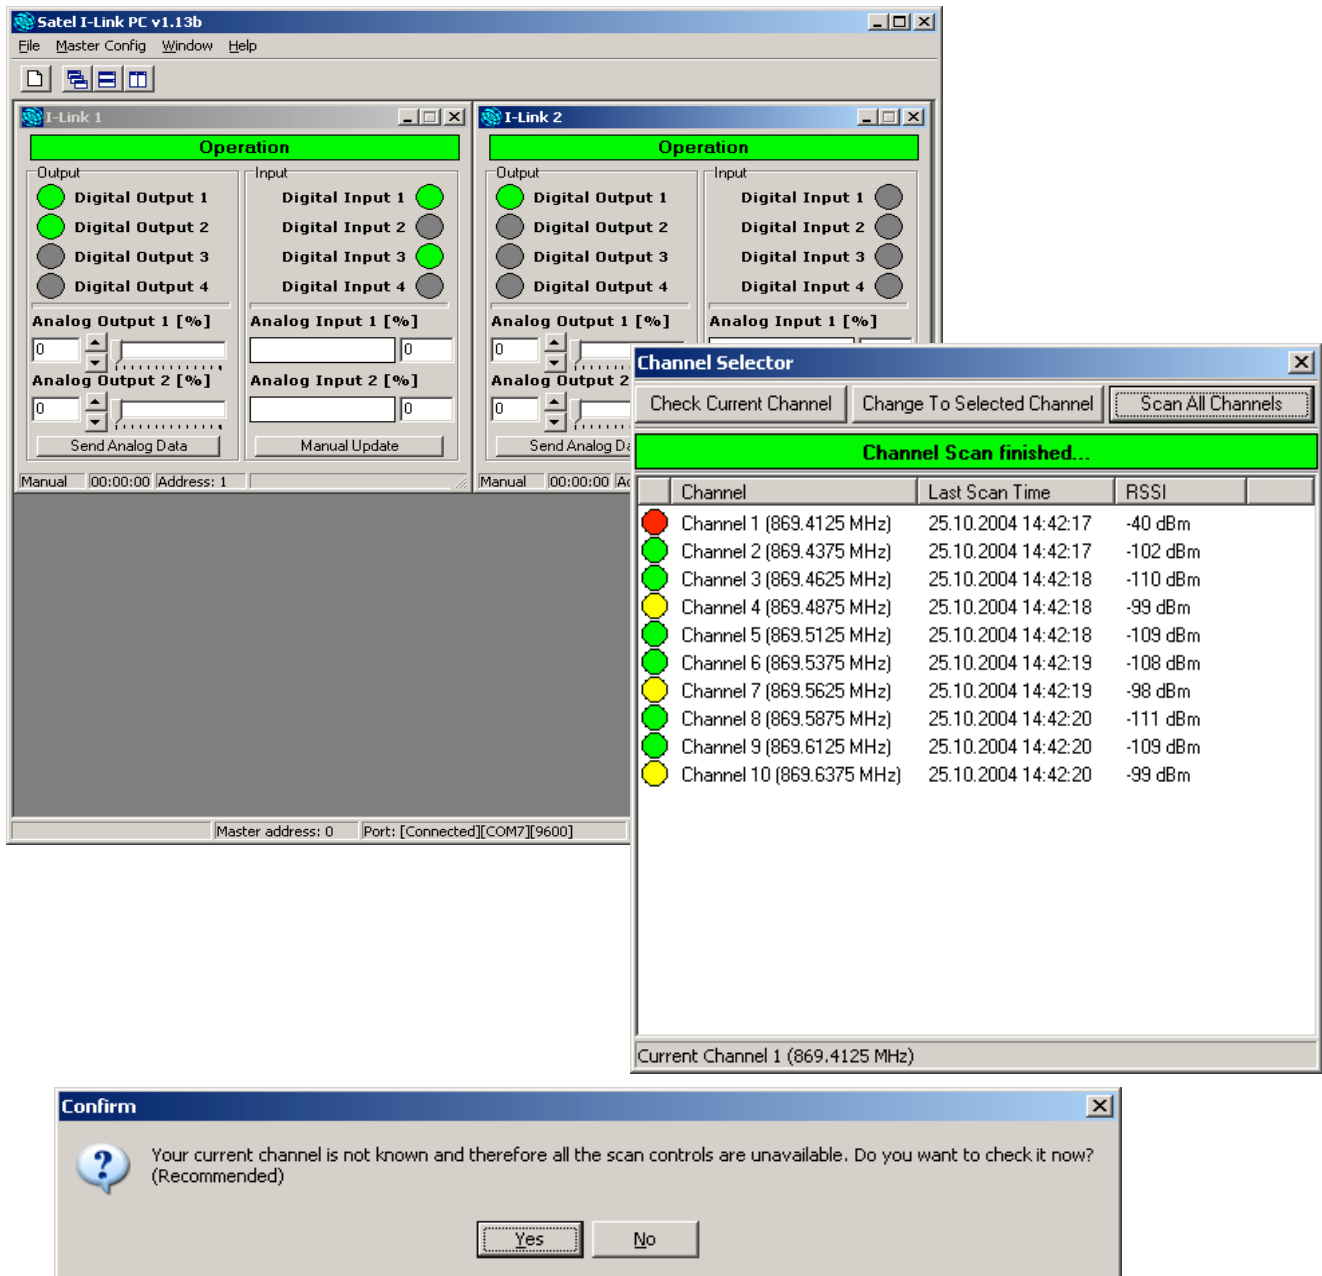 Satel I-Link PC v1.13b
File Master Config Window Help
I-Link 1
Operation
Output
Input
Digital Output 1
Digital Input 1
Digital Output 2
Digital Input 2
Digital Output 3
Digital Input 3
Digital Output 4
Digital Input 4
Analog Output 1 [%]
Analog Input 1 [%]
0
0
Analog Output 2 [%]
Analog Input 2 [%]
0
0
Send Analog Data
Manual Update
Manual 00:00:00 Address: 1
I-Link 2
Operation
Output
Input
Digital Output 1
Digital Input 1
Digital Output 2
Digital Input 2
Digital Output 3
Digital Input 3
Digital Output 4
Digital Input 4
Analog Output 1 [%]
Analog Input 1 [%]
0
Analog Output 2
0
Send Analog
Manual 00:00:00
Master address: 0 Port: [Connected][COM7][9600]
Channel Selector
Check Current Channel Change To Selected Channel Scan All Channels
Channel Scan finished...
Channel Last Scan Time RSSI
Channel 1 (869.4125 MHz) 25.10.2004 14:42:17 -40 dBm
Channel 2 (869.4375 MHz) 25.10.2004 14:42:17 -102 dBm
Channel 3 (869.4625 MHz) 25.10.2004 14:42:18 -110 dBm
Channel 4 (869.4875 MHz) 25.10.2004 14:42:18 -99 dBm
Channel 5 (869.5125 MHz) 25.10.2004 14:42:18 -109 dBm
Channel 6 (869.5375 MHz) 25.10.2004 14:42:19 -108 dBm
Channel 7 (869.5625 MHz) 25.10.2004 14:42:19 -98 dBm
Channel 8 (869.5875 MHz) 25.10.2004 14:42:20 -111 dBm
Channel 9 (869.6125 MHz) 25.10.2004 14:42:20 -109 dBm
Channel 10 (869.6375 MHz) 25.10.2004 14:42:20 -99 dBm
Current Channel 1 (869.4125 MHz)
Confirm
Your current channel is not known and therefore all the scan controls are unavailable. Do you want to check it now?
(Recommended)
Yes No